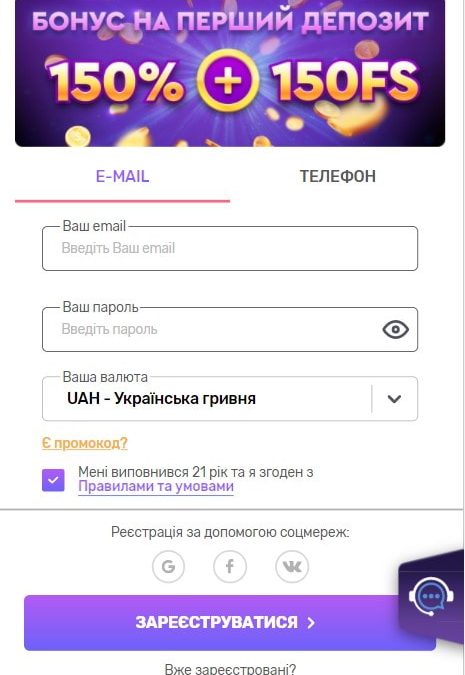 БОНУС НА ПЕРШИЙ ДЕПОЗИТ
150% + 150FS
E-MAIL
ТЕЛЕФОН
Ваш email
Введіть Ваш email
Ваш пароль
Введіть пароль
Ваша валюта
UAH - Українська гривня
Є промокод?
Мені виповнився 21 рік та я згоден з
Правилами та умовами
Реєстрація за допомогою соцмереж:
ЗАРЕЄСТРУВАТИСЯ
Вже зареєстровані?